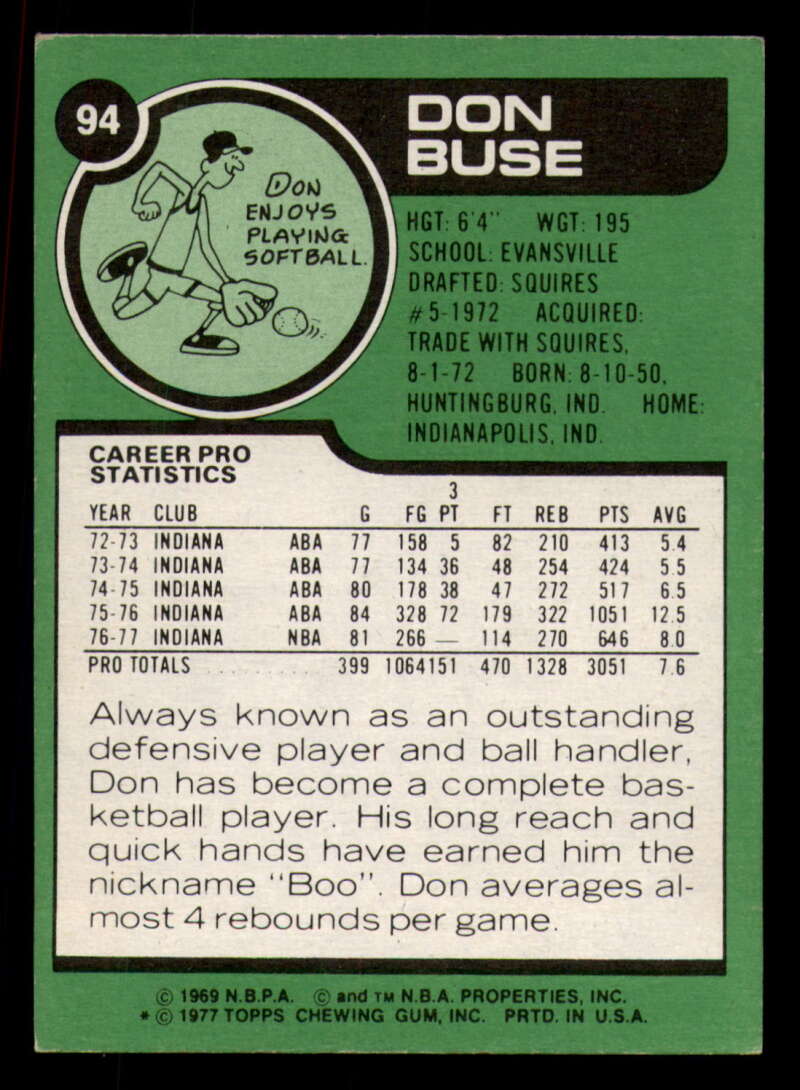 94
DON
BUSE
DON
ENJOYS
PLAYING
SOFTBALL.
HGT: 6'4" WGT: 195
SCHOOL: EVANSVILLE
DRAFTED: SQUIRES
#5-1972 ACQUIRED:
TRADE WITH SQUIRES,
8-1-72 BORN: 8-10-50,
HUNTINGBURG, IND. HOME:
INDIANAPOLIS, IND.
CAREER PRO
STATISTICS
3
YEAR CLUB G FG PT FT REB PTS AVG
72-73 INDIANA ABA 77 158 5 82 210 413 5.4
73-74 INDIANA ABA 77 134 36 48 254 424 5.5
74-75 INDIANA ABA 80 178 38 47 272 517 6.5
75-76 INDIANA ABA 84 328 72 179 322 1051 12.5
76-77 INDIANA NBA 81 266 — 114 270 646 8.0
PRO TOTALS . . . . . . . . . . 399 1064 151 470 1328 3051 7.6
Always known as an outstanding
defensive player and ball handler,
Don has become a complete bas-
ketball player. His long reach and
quick hands have earned him the
nickname "Boo". Don averages al-
most 4 rebounds per game.
© 1969 N.B.P.A. © and TM N.B.A. PROPERTIES, INC.
* © 1977 TOPPS CHEWING GUM, INC. PRTD. IN U.S.A.